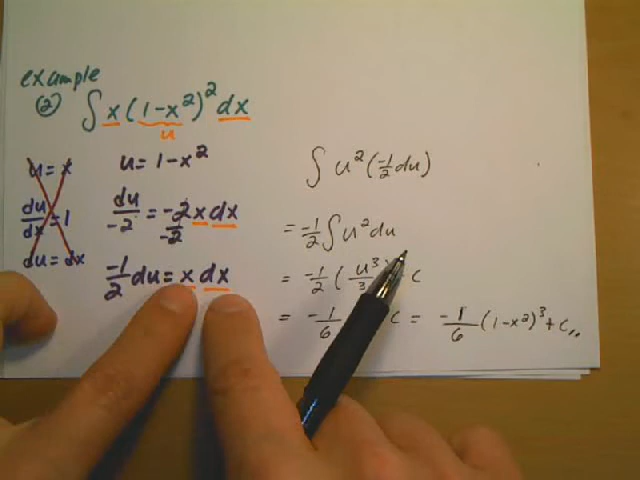 example
② ∫ x (1-x²)² dx
u
u = x
du/dx = 1
du = dx
u = 1-x²
du/-2 = -2x dx/-2
-1/2 du = x dx
∫ u² (-1/2 du)
= -1/2 ∫ u² du
= -1/2 (u³/3 C
= -1/6 C = -1/6 (1-x²)³ + C,,